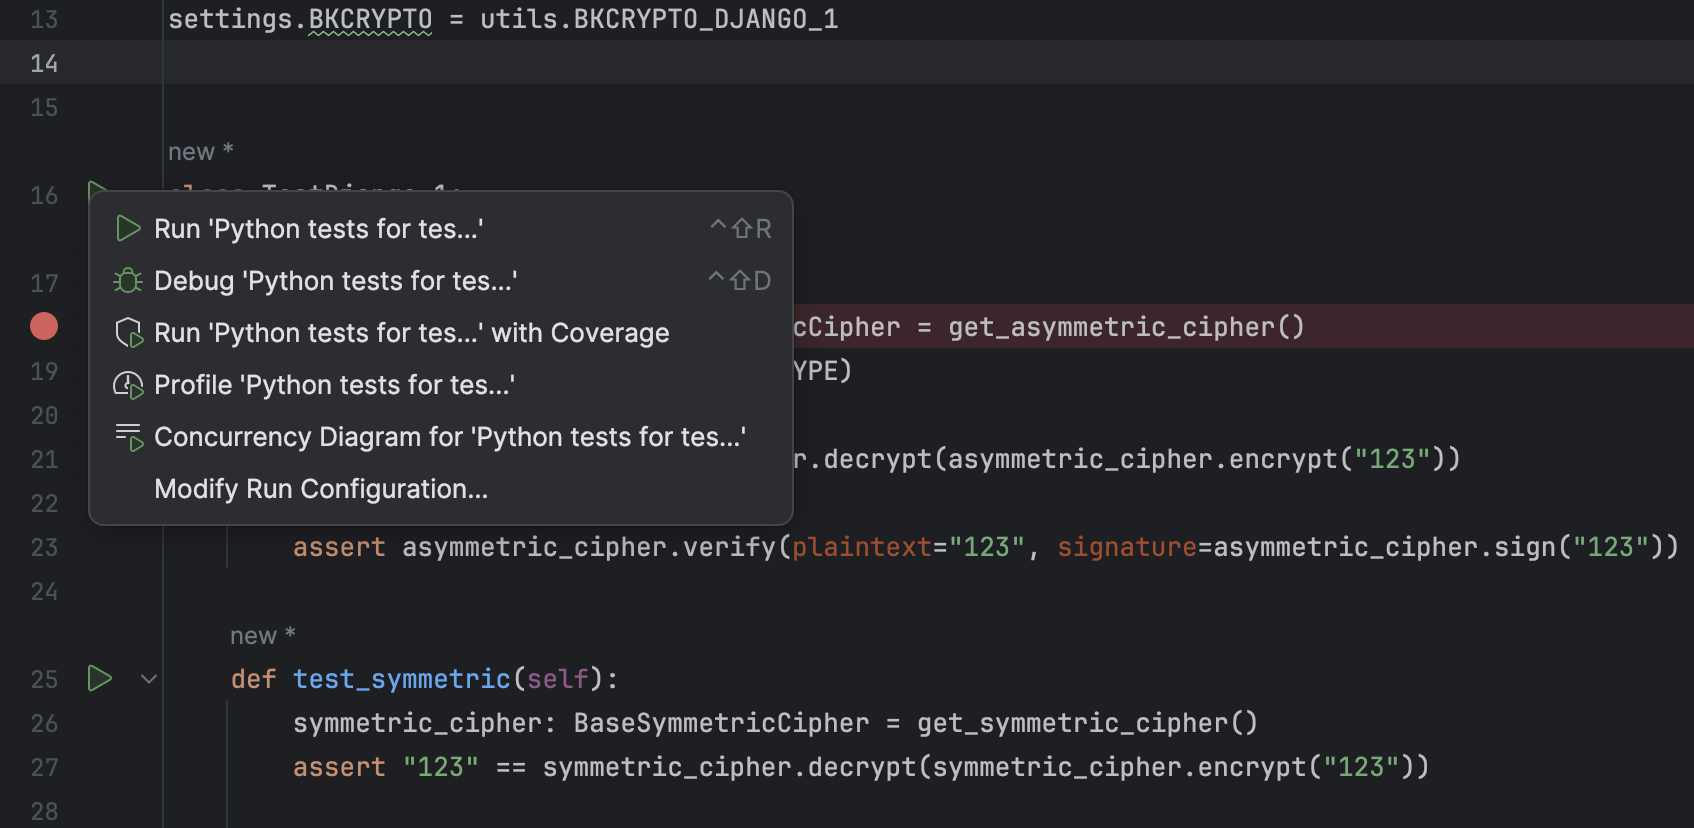 13 settings.BKCRYPTO = utils.BKCRYPTO_DJANGO_1
14
15
new *
16 class TestDjango_1:
Run 'Python tests for tes...' ^⇧R
17
Debug 'Python tests for tes...' ^⇧D
Run 'Python tests for tes...' with Coverage
cCipher = get_asymmetric_cipher()
19 YPE)
Profile 'Python tests for tes...'
20
Concurrency Diagram for 'Python tests for tes...'
21 r.decrypt(asymmetric_cipher.encrypt("123"))
Modify Run Configuration...
22
23 assert asymmetric_cipher.verify(plaintext="123", signature=asymmetric_cipher.sign("123"))
24
new *
25 def test_symmetric(self):
26 symmetric_cipher: BaseSymmetricCipher = get_symmetric_cipher()
27 assert "123" == symmetric_cipher.decrypt(symmetric_cipher.encrypt("123"))
28